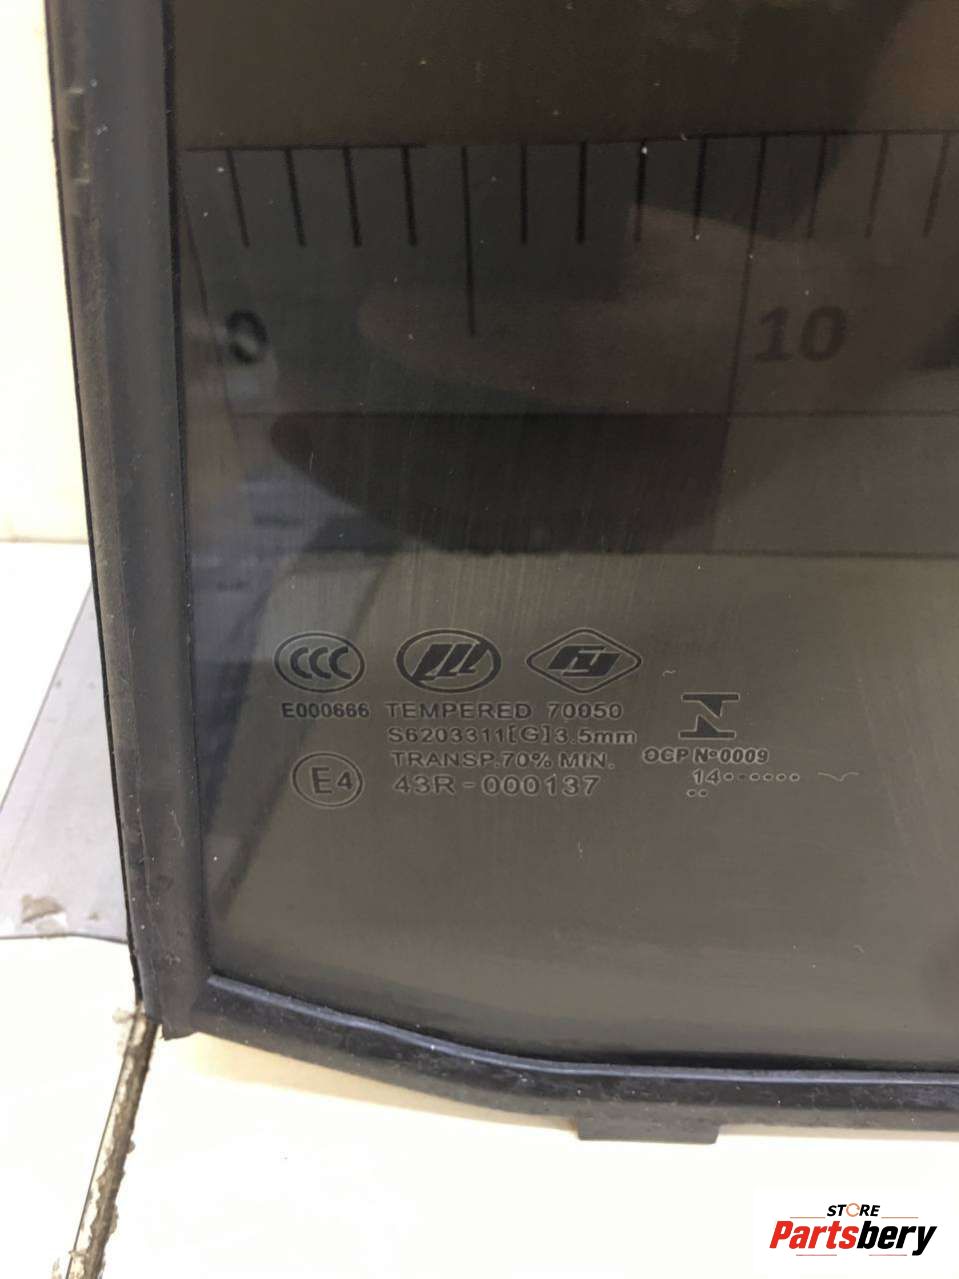 0 10
CCC
E000666 TEMPERED 70050
S6203311[G]3.5mm
TRANSP.70% MIN.
E4 43R-000137
OCP Nº0009
14•••••••
••
STORE
Partsbery